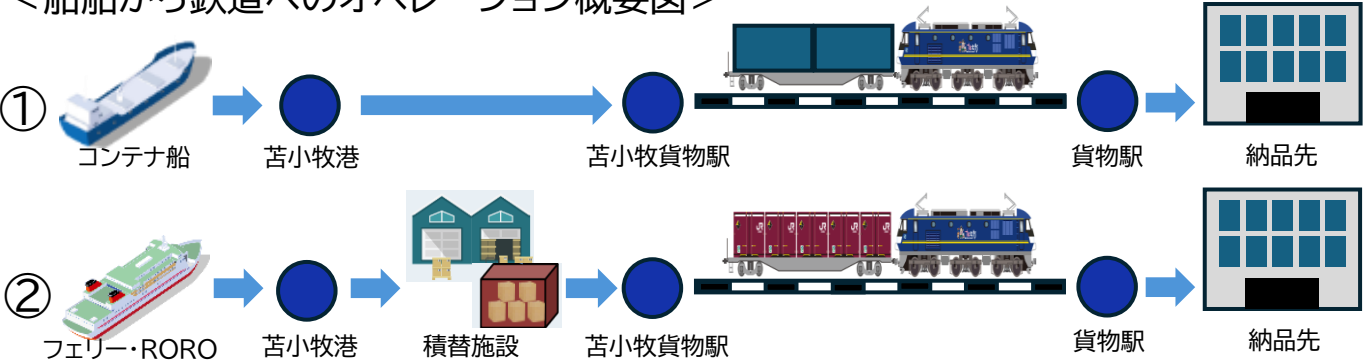 <船舶から鉄道へのオペレーション概要図>
①
コンテナ船
苫小牧港
苫小牧貨物駅
貨物駅
納品先
②
フェリー・RORO
苫小牧港
積替施設
苫小牧貨物駅
貨物駅
納品先